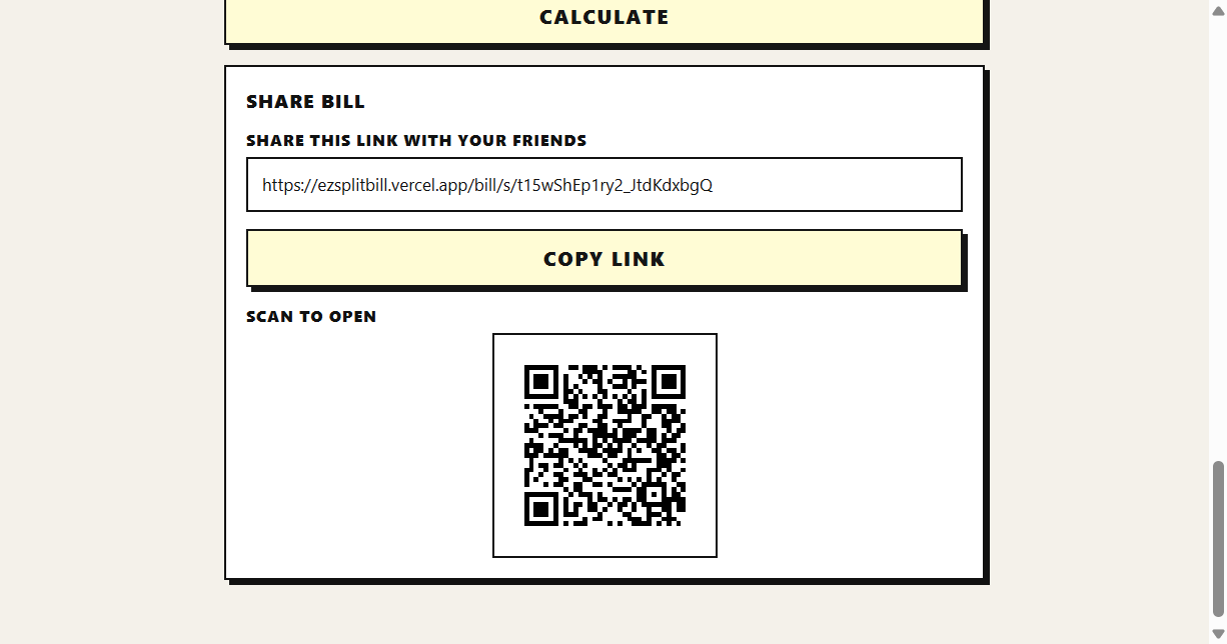 CALCULATE
SHARE BILL
SHARE THIS LINK WITH YOUR FRIENDS
https://ezsplitbill.vercel.app/bill/s/t15wShEp1ry2_JtdKdxbgQ
COPY LINK
SCAN TO OPEN